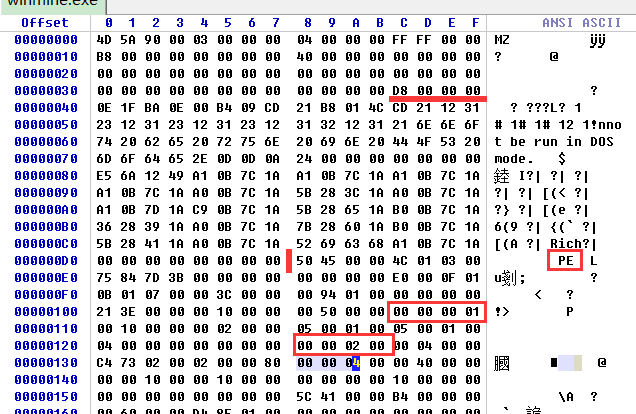 winmine.exe
Offset 0 1 2 3 4 5 6 7 8 9 A B C D E F ANSI ASCII
00000000 4D 5A 90 00 03 00 00 00 04 00 00 00 FF FF 00 00 MZ ÿÿ
00000010 B8 00 00 00 00 00 00 00 40 00 00 00 00 00 00 00 ? @
00000020 00 00 00 00 00 00 00 00 00 00 00 00 00 00 00 00
00000030 00 00 00 00 00 00 00 00 00 00 00 00 D8 00 00 00 ?
00000040 0E 1F BA 0E 00 B4 09 CD 21 B8 01 4C CD 21 12 31 ? ???L? 1
00000050 23 12 31 23 12 31 23 12 31 32 12 31 21 6E 6E 6F # 1# 1# 12 1!nno
00000060 74 20 62 65 20 72 75 6E 20 69 6E 20 44 4F 53 20 t be run in DOS
00000070 6D 6F 64 65 2E 0D 0D 0A 24 00 00 00 00 00 00 00 mode. $
00000080 E5 6A 12 49 A1 0B 7C 1A A1 0B 7C 1A A1 0B 7C 1A I?| ?| ?|
00000090 A1 0B 7C 1A A0 0B 7C 1A 5B 28 3C 1A A0 0B 7C 1A ?| ?| [(< ?|
000000A0 A1 0B 7D 1A C9 0B 7C 1A 5B 28 65 1A B0 0B 7C 1A ?} ?| [(e ?|
000000B0 36 28 39 1A A0 0B 7C 1A 7B 28 60 1A B0 0B 7C 1A 6(9 ?| {(` ?|
000000C0 5B 28 41 1A A0 0B 7C 1A 52 69 63 68 A1 0B 7C 1A [(A ?| Rich?|
000000D0 00 00 00 00 00 00 00 00 50 45 00 00 4C 01 03 00 PE L
000000E0 75 84 7D 3B 00 00 00 00 00 00 00 00 E0 00 0F 01 u ; ?
000000F0 0B 01 07 00 00 3C 00 00 00 94 01 00 00 00 00 00 < ?
00000100 21 3E 00 00 00 10 00 00 00 50 00 00 00 00 00 01 !> P
00000110 00 10 00 00 00 02 00 00 05 00 01 00 05 00 01 00
00000120 04 00 00 00 00 00 00 00 00 00 02 00 00 04 00 00
00000130 C4 73 02 00 02 00 00 80 00 00 04 00 00 40 00 00 @
00000140 00 00 10 00 00 10 00 00 00 00 00 00 10 00 00 00
00000150 00 00 00 00 00 00 00 00 5C 41 00 00 B4 00 00 00 \A ?
00000160 00 60 00 00 D4 8F 01 00 00 00 00 00 00 00 00 00